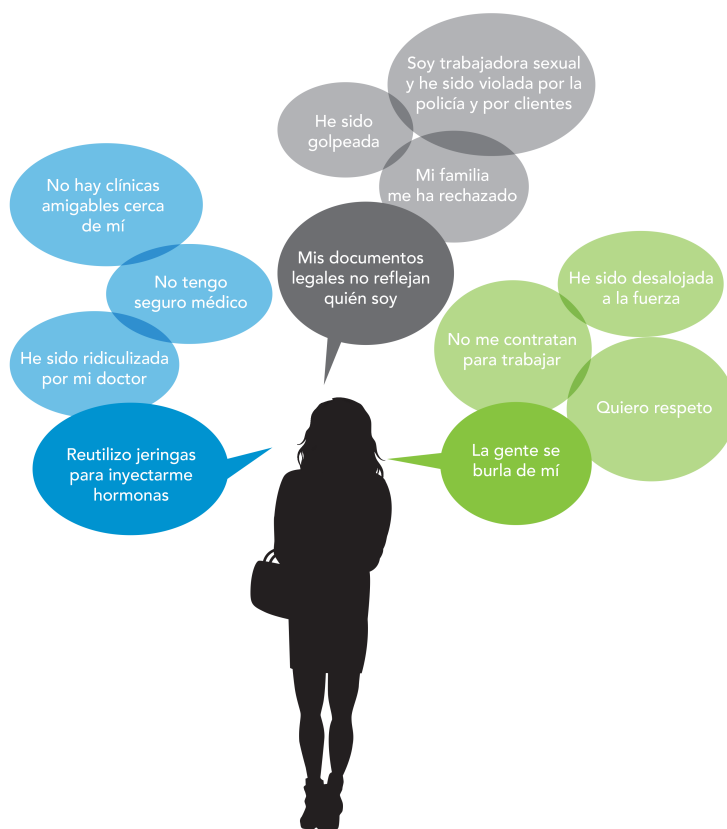 Soy trabajadora sexual
y he sido violada por la
policía y por clientes
He sido
golpeada
Mi familia
me ha rechazado
Mis documentos
legales no reflejan
quién soy
No hay clínicas
amigables cerca
de mí
No tengo
seguro médico
He sido ridiculizada
por mi doctor
Reutilizo jeringas
para inyectarme
hormonas
He sido desalojada
a la fuerza
No me contratan
para trabajar
Quiero respeto
La gente se
burla de mí